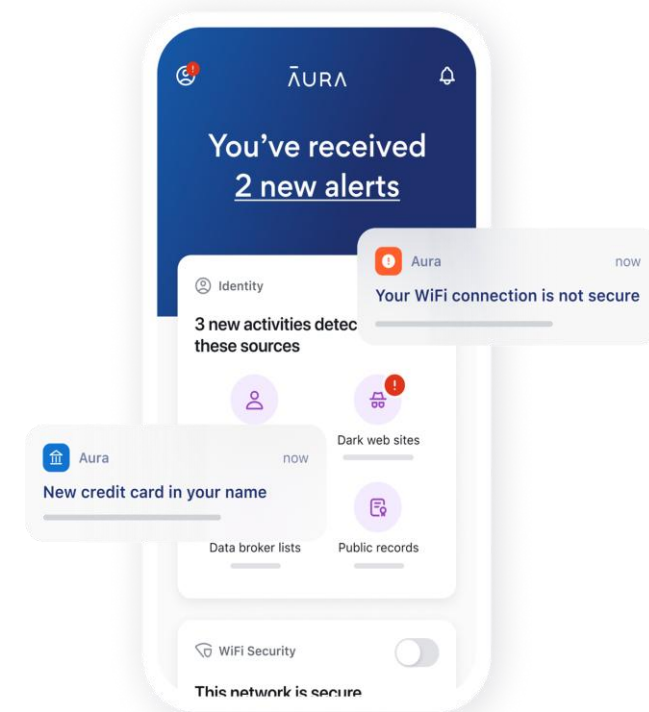 ĀURA
You've received
2 new alerts
Aura now
Your WiFi connection is not secure
Identity
3 new activities detec
these sources
Dark web sites
Aura now
New credit card in your name
Data broker lists
Public records
WiFi Security
This network is secure